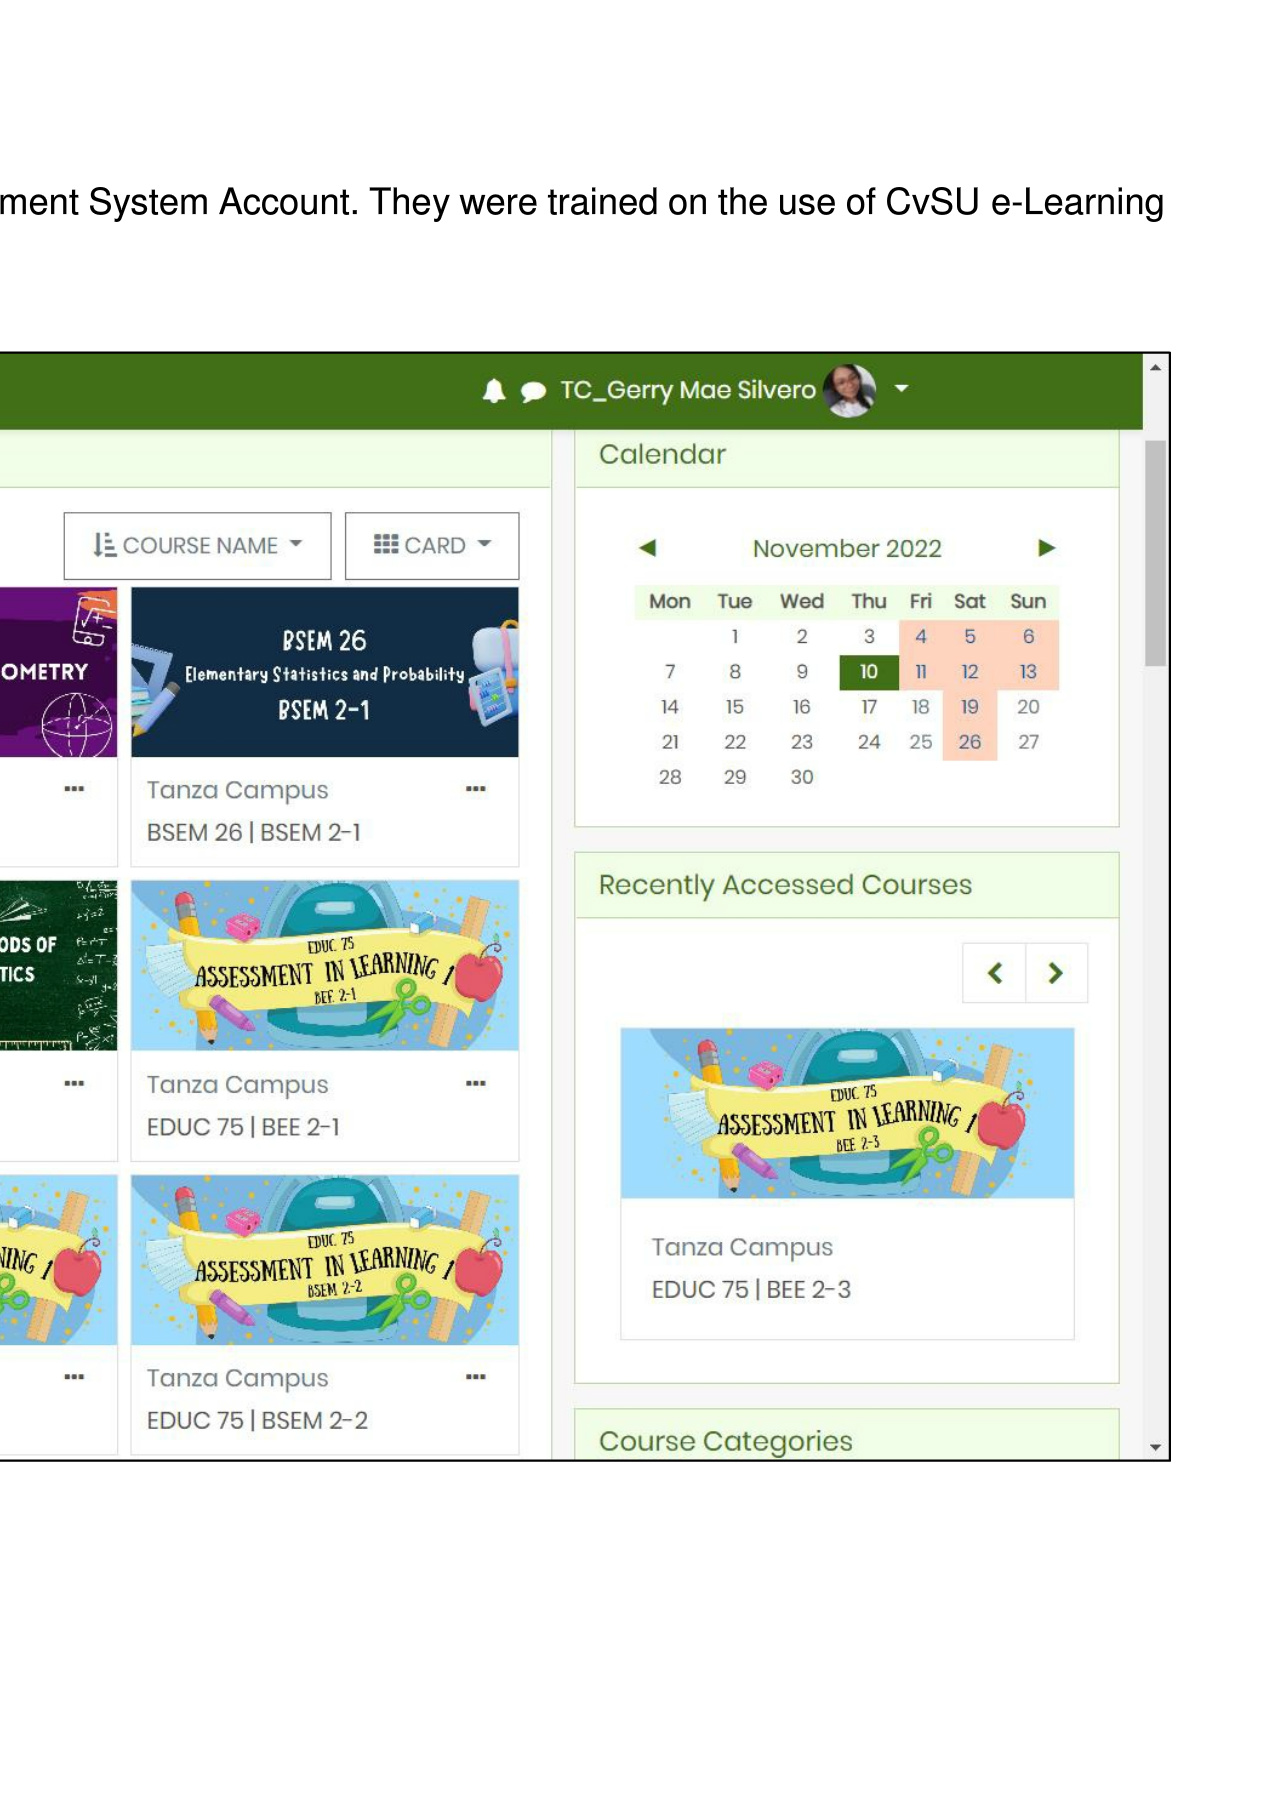 ment System Account. They were trained on the use of CvSU e-Learning
TC_Gerry Mae Silvero
COURSE NAME
CARD
OMETRY
BSEM 26
Elementary Statistics and Probability
BSEM 2-1
Tanza Campus
BSEM 26 | BSEM 2-1
ODS OF
TICS
EDUC 75
ASSESSMENT IN LEARNING 1
BEE 2-1
Tanza Campus
EDUC 75 | BEE 2-1
NING 1
EDUC 75
ASSESSMENT IN LEARNING 1
BSEM 2-2
Tanza Campus
EDUC 75 | BSEM 2-2
Calendar
November 2022
Mon Tue Wed Thu Fri Sat Sun
1 2 3 4 5 6
7 8 9 10 11 12 13
14 15 16 17 18 19 20
21 22 23 24 25 26 27
28 29 30
Recently Accessed Courses
EDUC 75
ASSESSMENT IN LEARNING 1
BEE 2-3
Tanza Campus
EDUC 75 | BEE 2-3
Course Categories